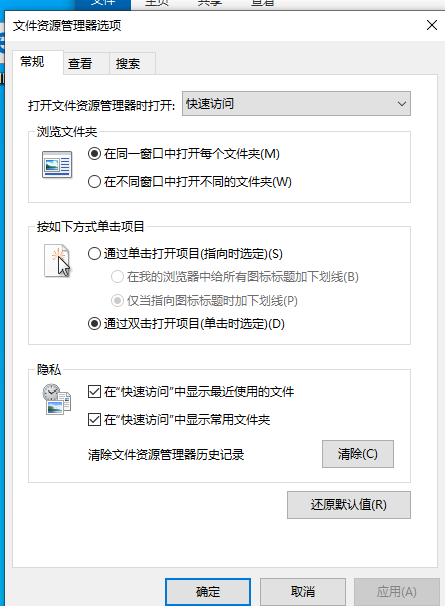 文件 主页 共享 查看
文件资源管理器选项
常规 查看 搜索
打开文件资源管理器时打开: 快速访问
浏览文件夹
在同一窗口中打开每个文件夹(M)
在不同窗口中打开不同的文件夹(W)
按如下方式单击项目
通过单击打开项目(指向时选定)(S)
在我的浏览器中给所有图标标题加下划线(B)
仅当指向图标标题时加下划线(P)
通过双击打开项目(单击时选定)(D)
隐私
在"快速访问"中显示最近使用的文件
在"快速访问"中显示常用文件夹
清除文件资源管理器历史记录 清除(C)
还原默认值(R)
确定 取消 应用(A)